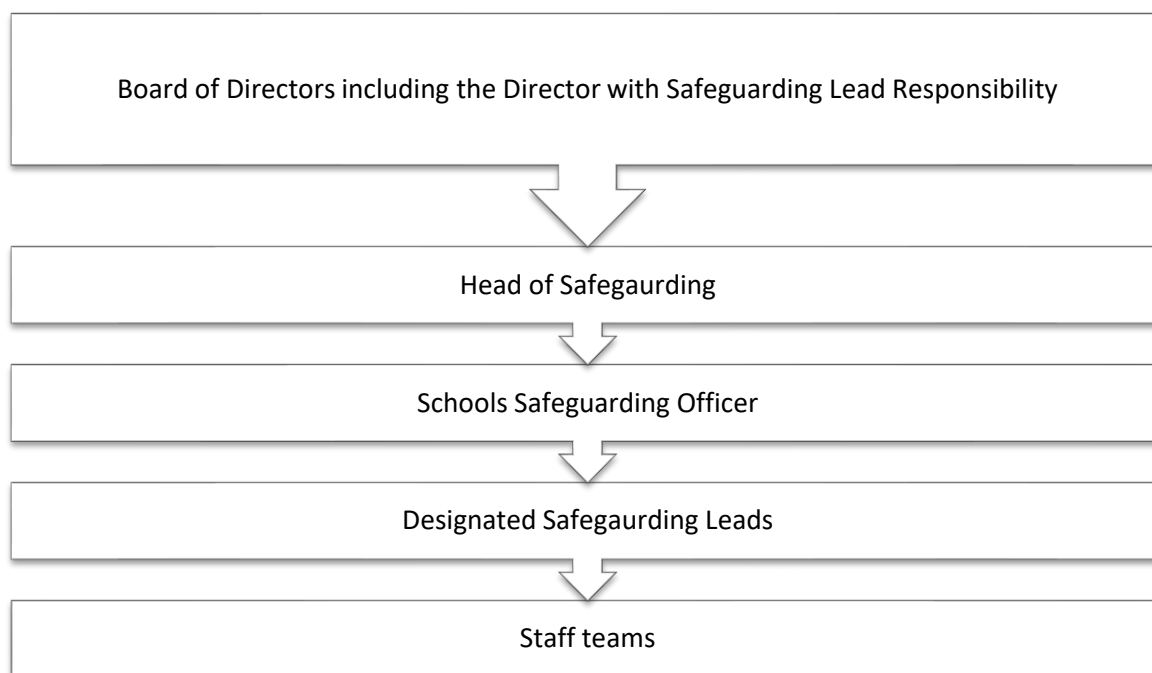 Board of Directors including the Director with Safeguarding Lead Responsibility
Head of Safegaurding
Schools Safeguarding Officer
Designated Safegaurding Leads
Staff teams